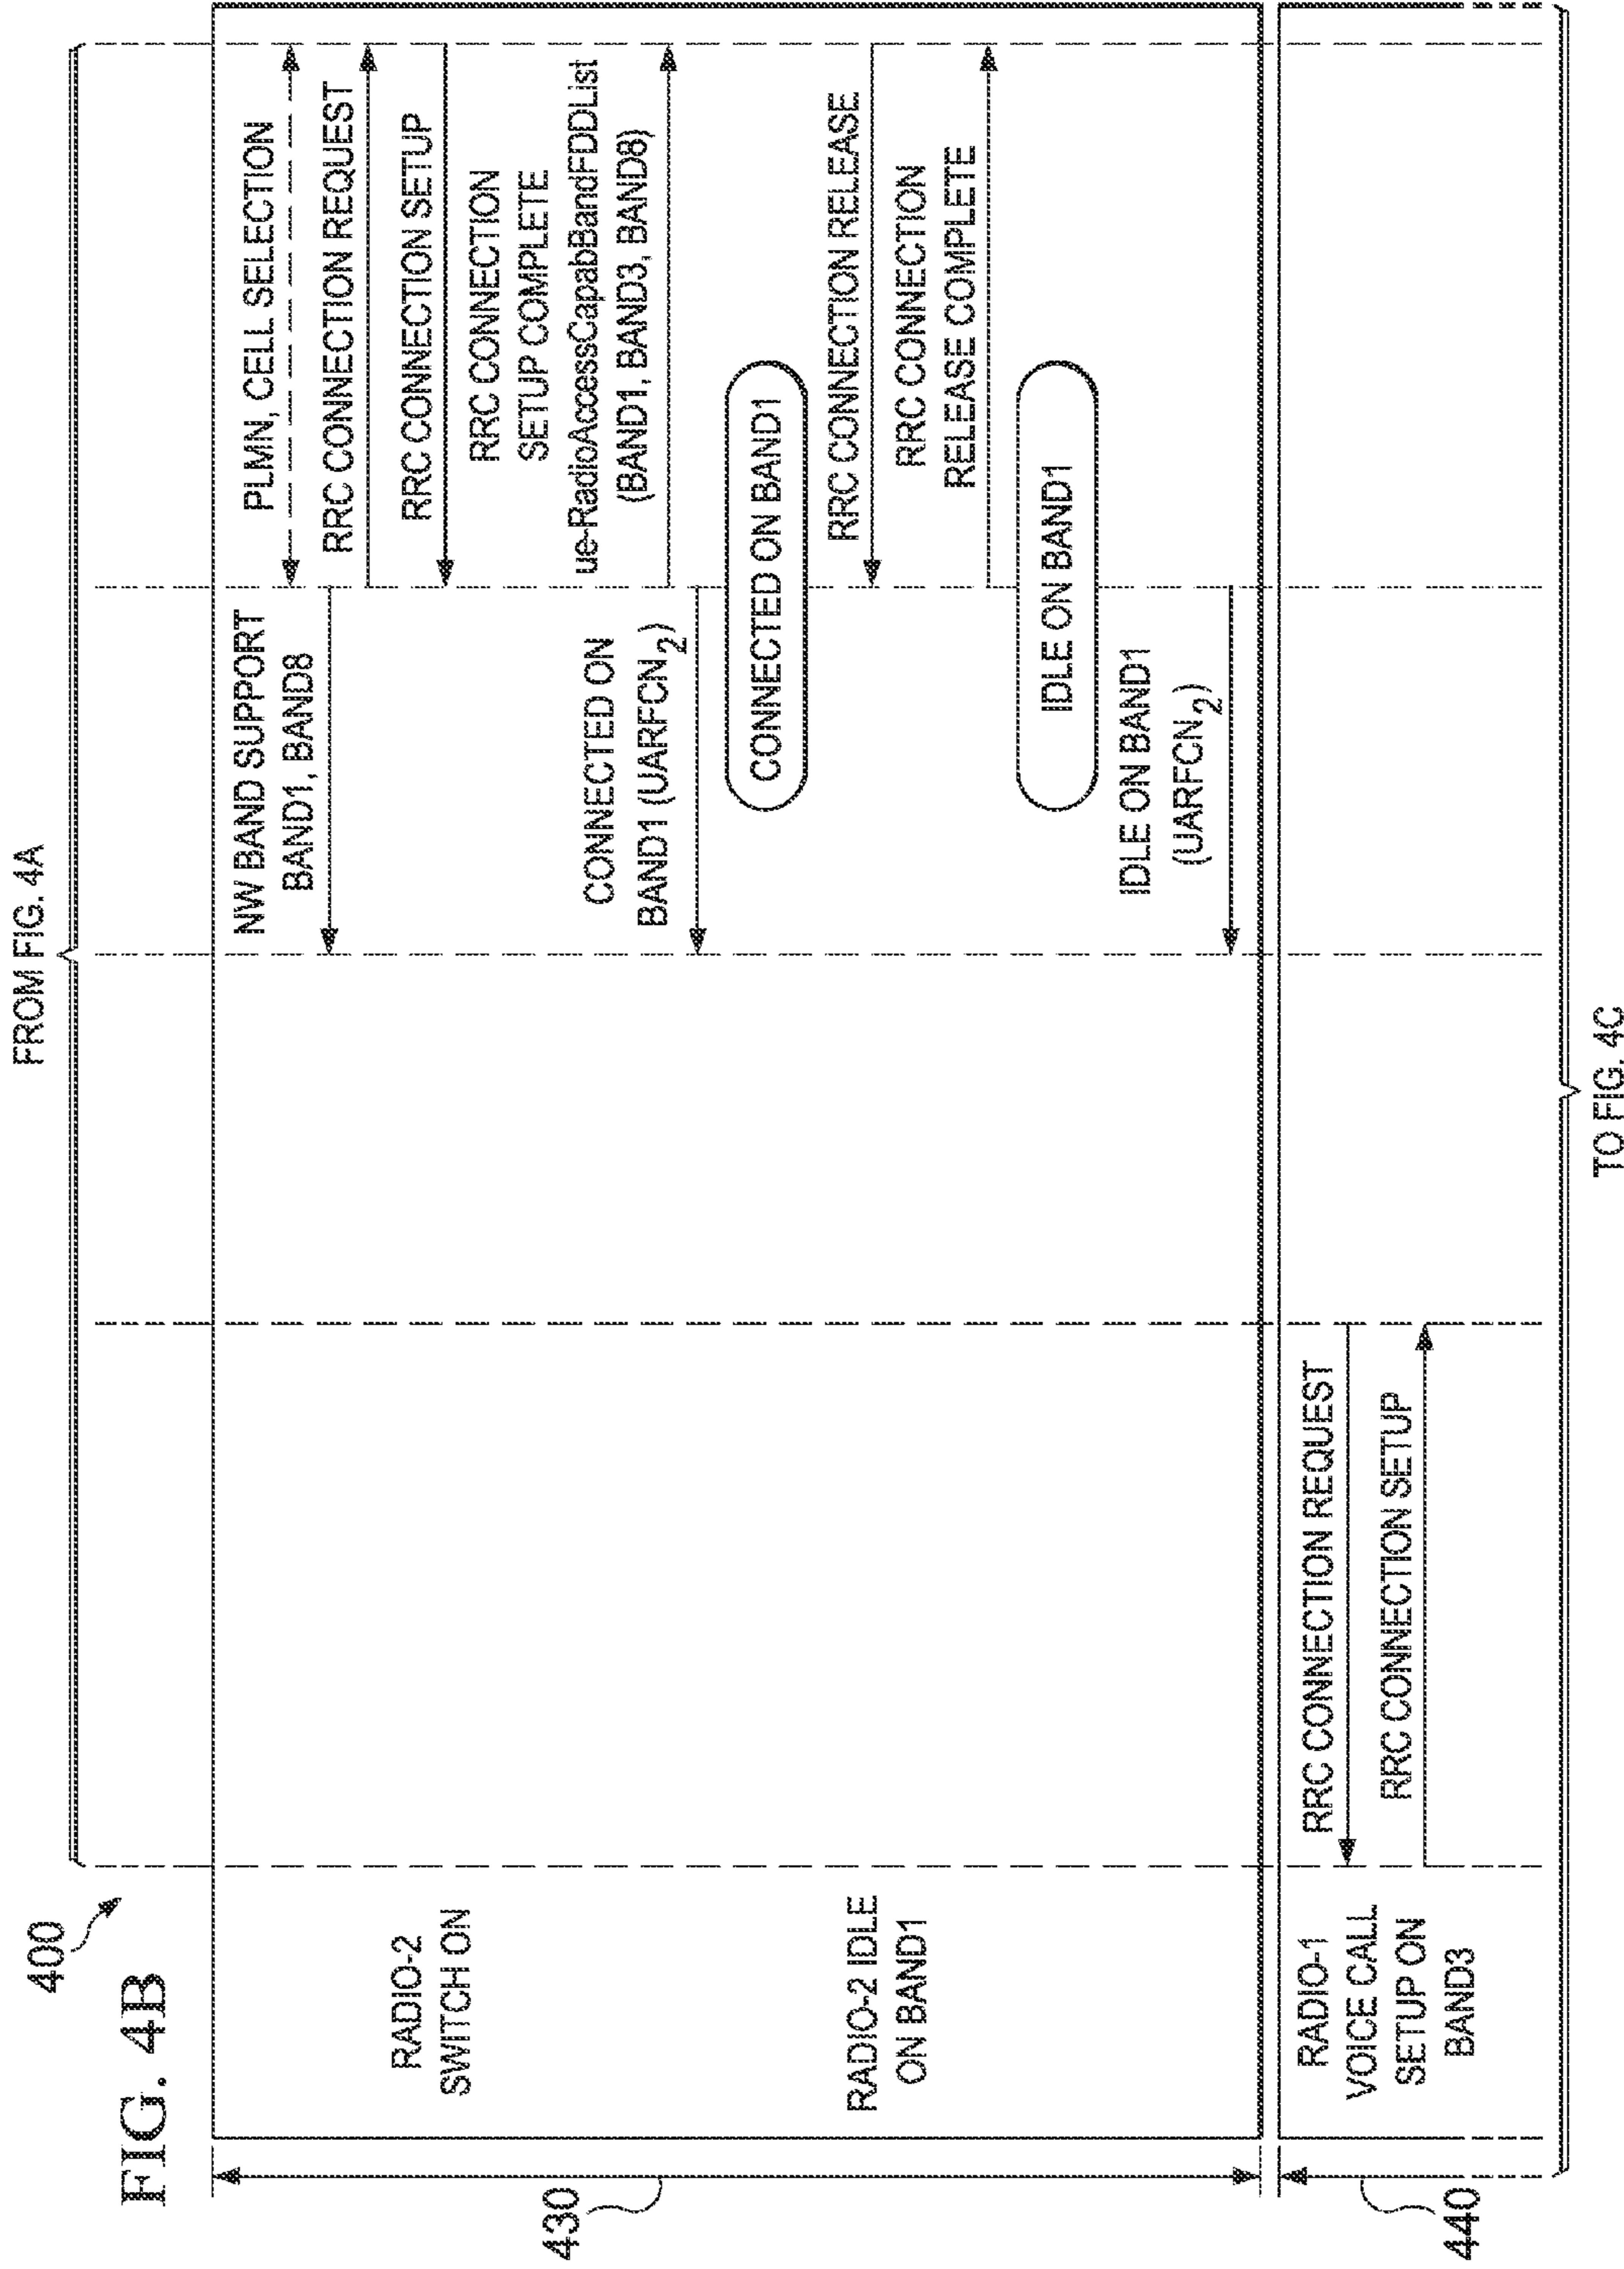 FIG. 4B
400
FROM FIG. 4A
430
RADIO-2
SWITCH ON
NW BAND SUPPORT
BAND1, BAND8
PLMN, CELL SELECTION
RRC CONNECTION REQUEST
RRC CONNECTION SETUP
RRC CONNECTION
SETUP COMPLETE
ue-RadioAccessCapabBandFDDList
(BAND1, BAND3, BAND8)
CONNECTED ON
BAND1 (UARFCN2)
CONNECTED ON BAND1
RADIO-2 IDLE
ON BAND1
RRC CONNECTION RELEASE
RRC CONNECTION
RELEASE COMPLETE
IDLE ON BAND1
IDLE ON BAND1
(UARFCN2)
440
RADIO-1
VOICE CALL
SETUP ON
BAND3
RRC CONNECTION REQUEST
RRC CONNECTION SETUP
TO FIG. 4C